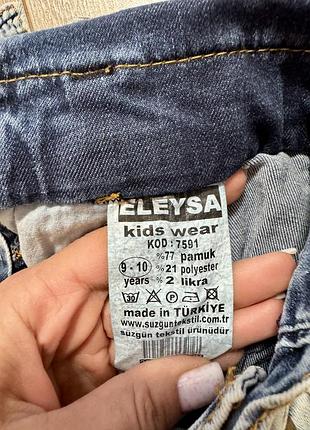 ELEYSA
kids wear
KOD : 7591
%77 pamuk
9 - 10 %21 polyester
years %2 likra
made in TÜRKİYE
www.suzguntekstil.com.tr
süzgün tekstil ürünüdür